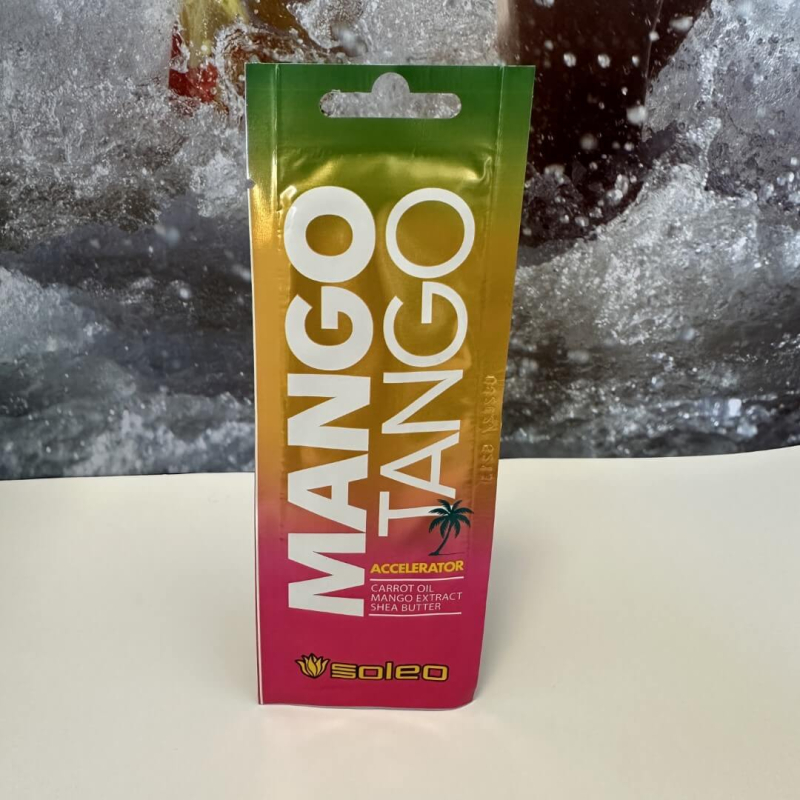 MANGO
TANGO
ACCELERATOR
CARROT OIL
MANGO EXTRACT
SHEA BUTTER
soleo